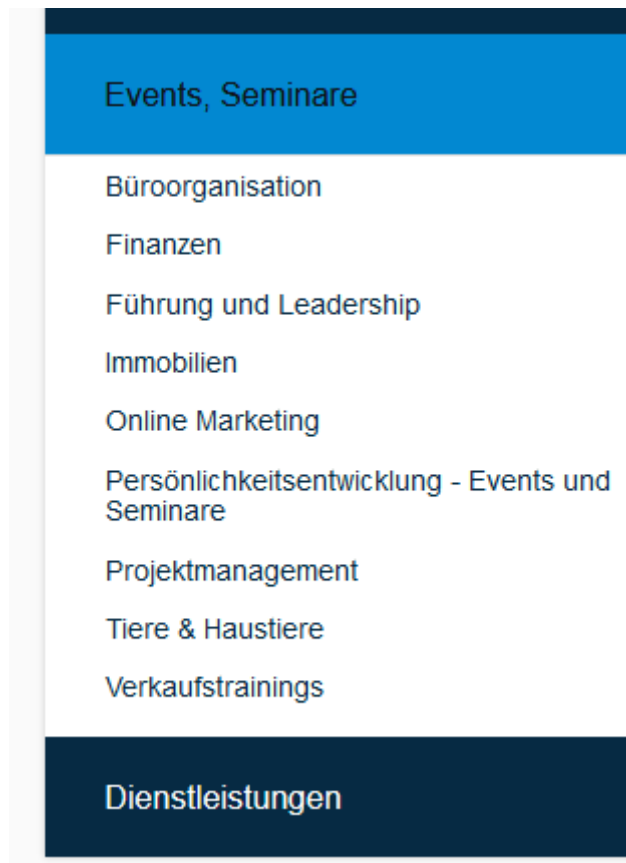 Events, Seminare
Büroorganisation
Finanzen
Führung und Leadership
Immobilien
Online Marketing
Persönlichkeitsentwicklung - Events und
Seminare
Projektmanagement
Tiere & Haustiere
Verkaufstrainings
Dienstleistungen